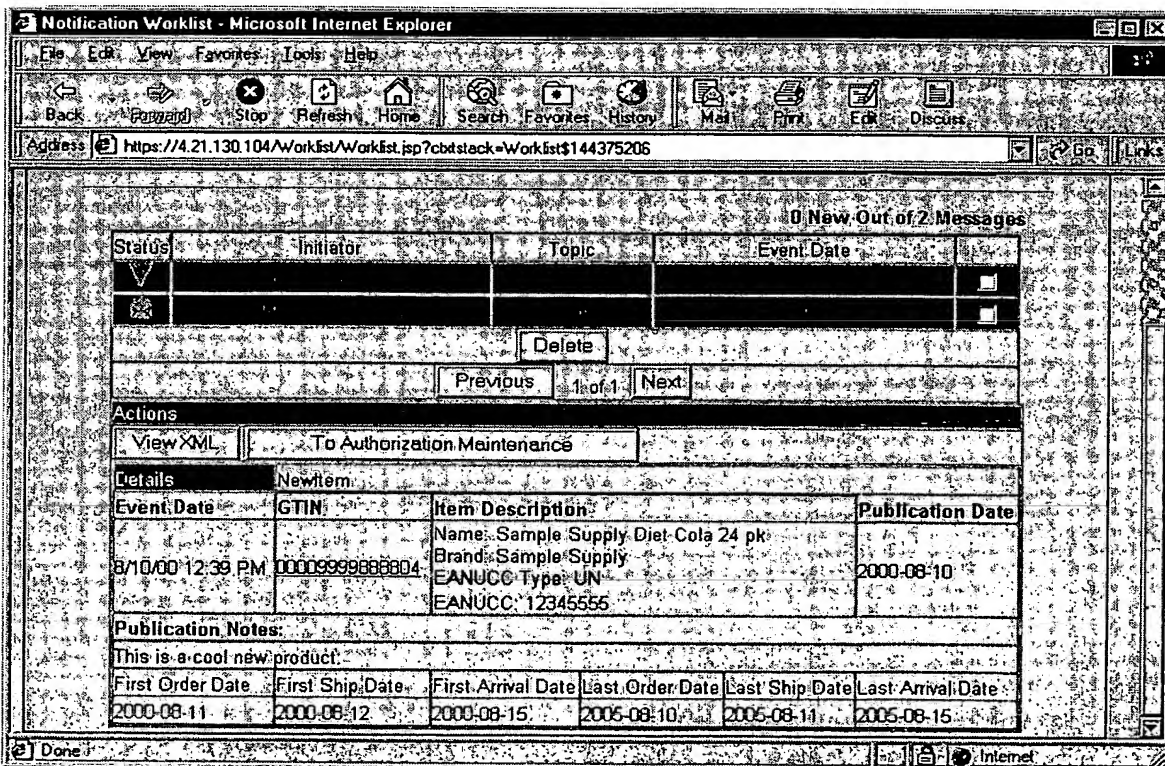 Notification Worklist - Microsoft Internet Explorer
File Edit View Favorites Tools Help
Back Forward Stop Refresh Home Search Favorites History Mail Print Edit Discuss
Address https://4.21.130.104/Worklist/Worklist.jsp?cbtstack=Worklist$144375206 Go Links
0 New Out of 2 Messages
Status Initiator Topic Event Date
Delete
Previous 1 of 1 Next
Actions
View XML To Authorization Maintenance
Details NewItem
Event Date GTIN Item Description Publication Date
Name: Sample Supply Diet Cola 24 pk
Brand: Sample Supply
8/10/00 12:39 PM 00009999888804 EANUCC Type: UN 2000-08-10
EANUCC: 12345555
Publication Notes:
This is a cool new product.
First Order Date First Ship Date First Arrival Date Last Order Date Last Ship Date Last Arrival Date
2000-08-11 2000-08-12 2000-08-15 2005-08-10 2005-08-11 2005-08-15
Done Internet